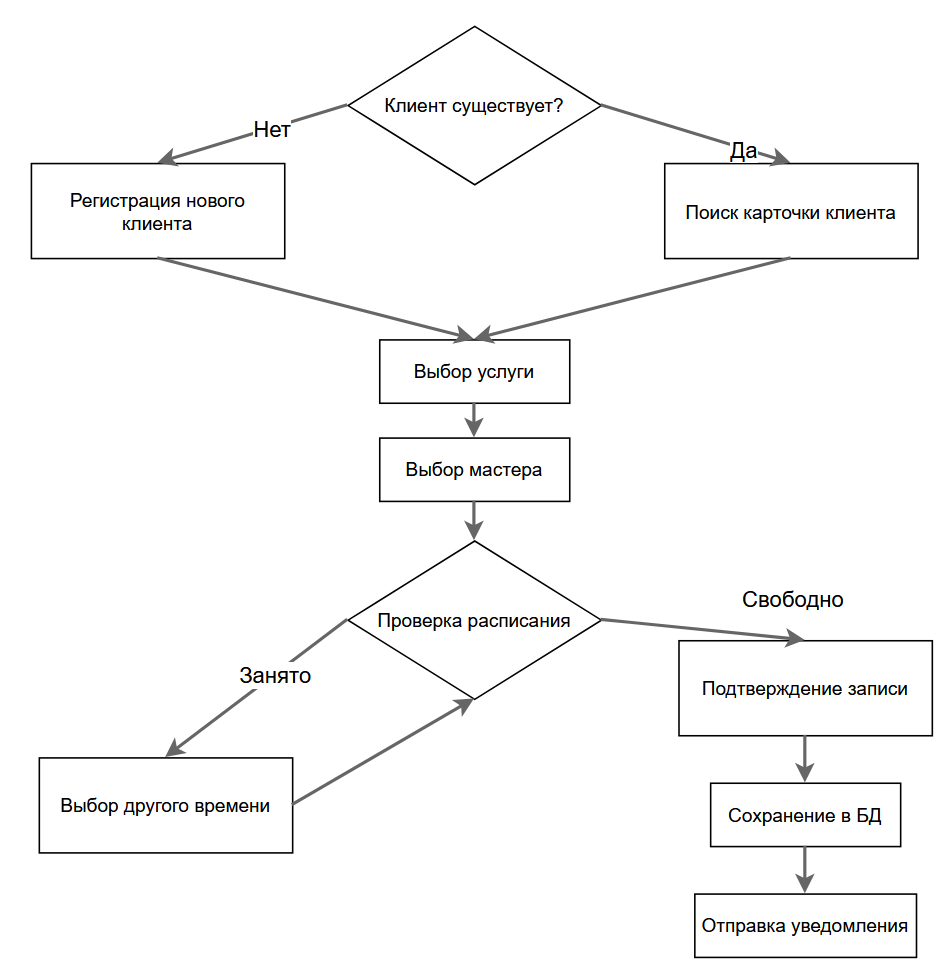 Клиент существует?
Нет
Да
Регистрация нового
клиента
Поиск карточки клиента
Выбор услуги
Выбор мастера
Свободно
Проверка расписания
Занято
Подтверждение записи
Выбор другого времени
Сохранение в БД
Отправка уведомления